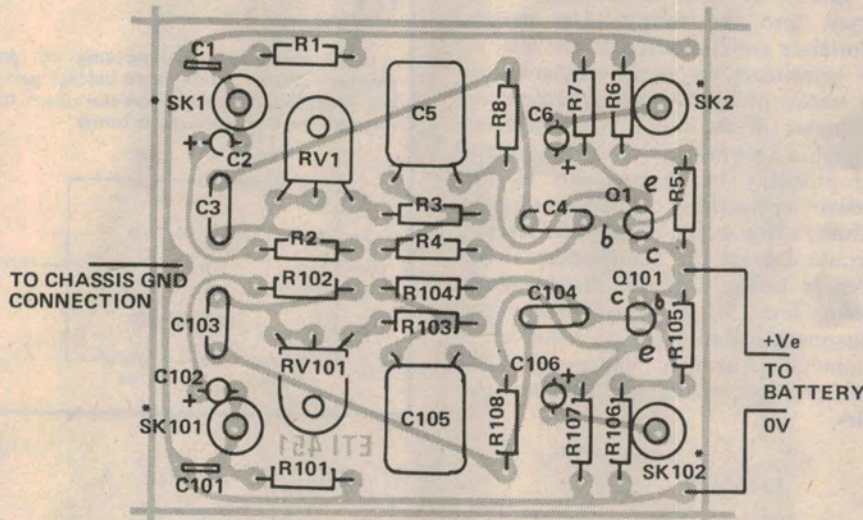 C1
R1
* SK1
C5
R8
C6
R7
R6
SK2 *
+ C2
RV1
+
e
C3
R3
C4
Q1
R5
b
R2
R4
c
TO CHASSIS GND
CONNECTION
R102
R104
C104
Q101
c
b
C103
R103
R105
e
+Ve
C102
RV101
C106
+
TO
BATTERY
+
* SK101
C105
R108
R107
R106
0V
ETI 451
SK102 *
C101
R101